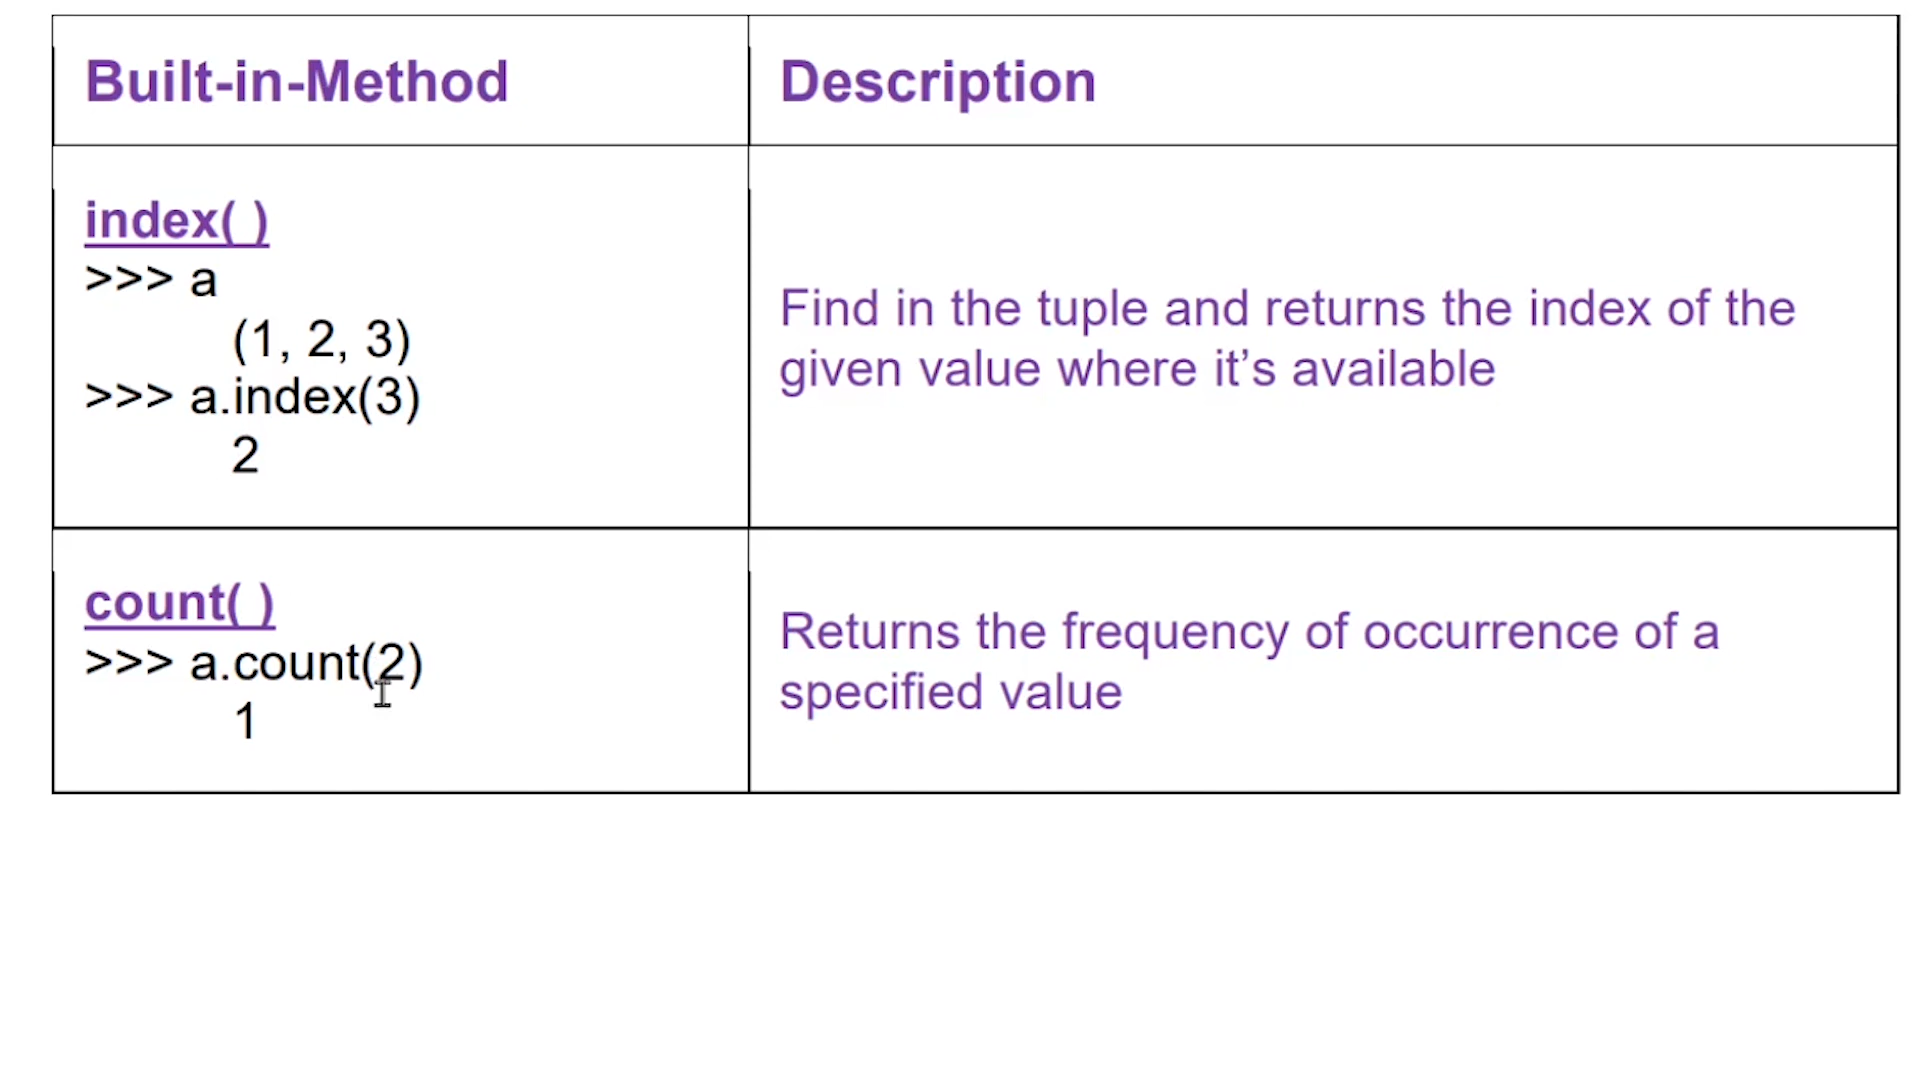 Built-in-Method
Description
index( )
>>> a
(1, 2, 3)
>>> a.index(3)
2
Find in the tuple and returns the index of the
given value where it’s available
count( )
>>> a.count(2)
1
Returns the frequency of occurrence of a
specified value